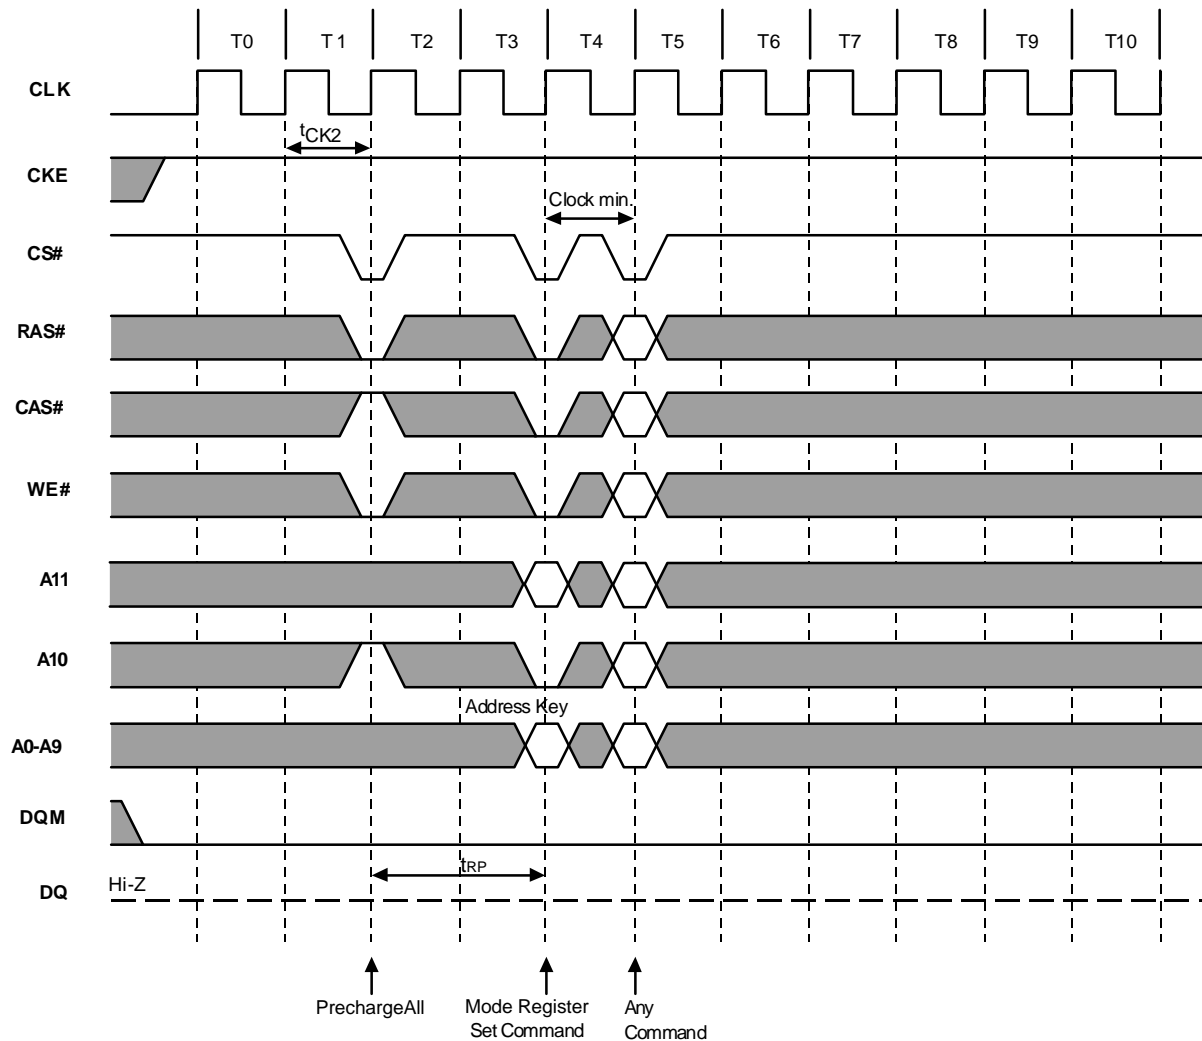 T0 T1 T2 T3 T4 T5 T6 T7 T8 T9 T10
CLK
tCK2
CKE
Clock min.
CS#
RAS#
CAS#
WE#
A11
A10
Address Key
A0-A9
DQM
tRP
Hi-Z
DQ
PrechargeAll
Mode Register
Set Command
Any
Command